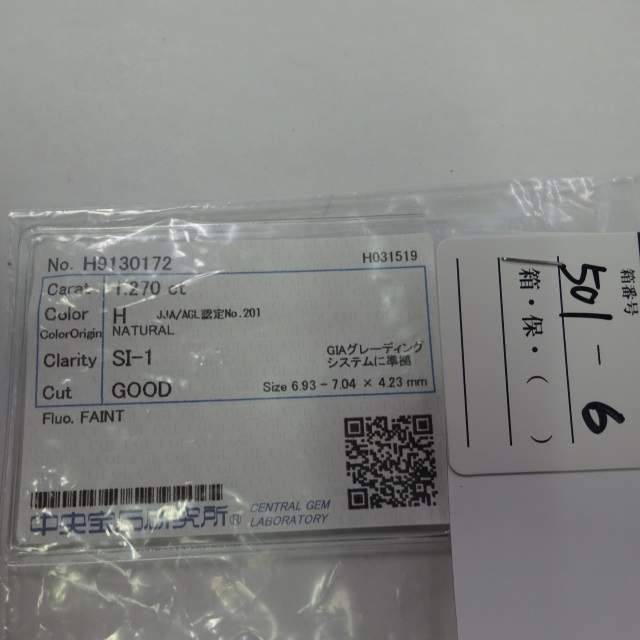 No. H9130172 H031519
Carat 1.270 ct
Color H JJA/AGL認定No.201
ColorOrigin NATURAL
Clarity SI-1 GIAグレーディング
システムに準拠
Cut GOOD Size 6.93 - 7.04 × 4.23 mm
Fluo. FAINT
中央宝石研究所® CENTRAL GEM
LABORATORY
箱番号
501 - 6
箱・保・( )